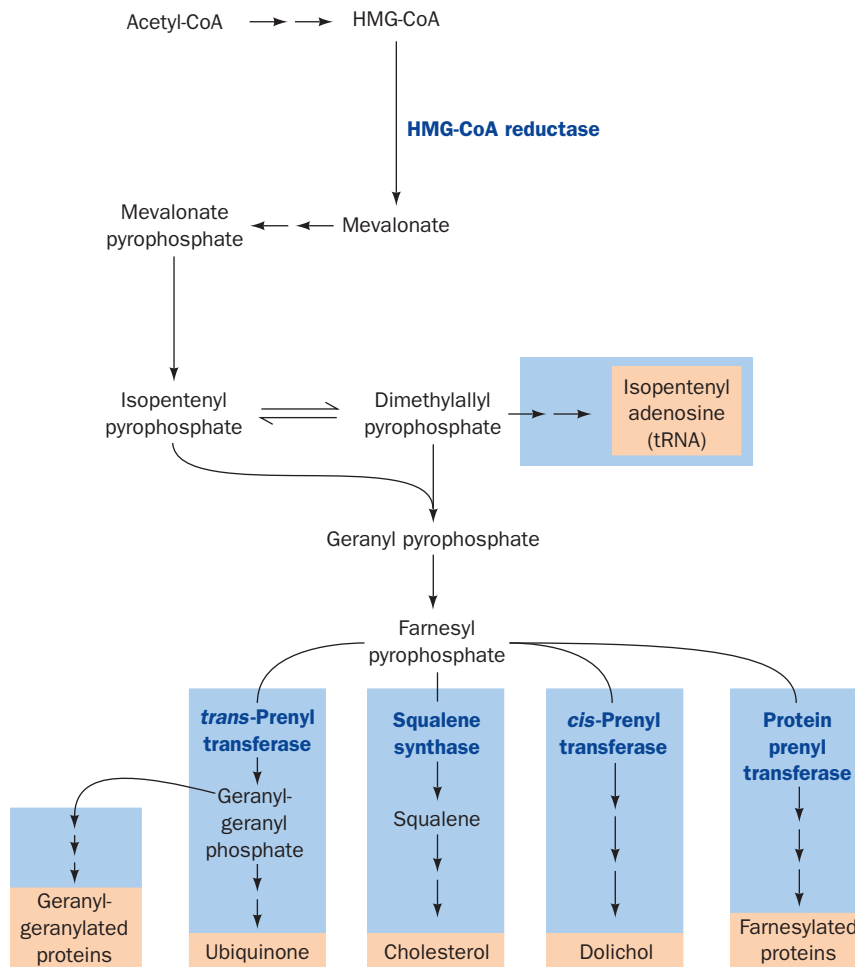 Acetyl-CoA
HMG-CoA
HMG-CoA reductase
Mevalonate
pyrophosphate
Mevalonate
Isopentenyl
pyrophosphate
Dimethylallyl
pyrophosphate
Isopentenyl
adenosine
(tRNA)
Geranyl pyrophosphate
Farnesyl
pyrophosphate
trans-Prenyl
transferase
Squalene
synthase
cis-Prenyl
transferase
Protein
prenyl
transferase
Geranyl-
geranyl
phosphate
Squalene
Geranyl-
geranylated
proteins
Ubiquinone
Cholesterol
Dolichol
Farnesylated
proteins